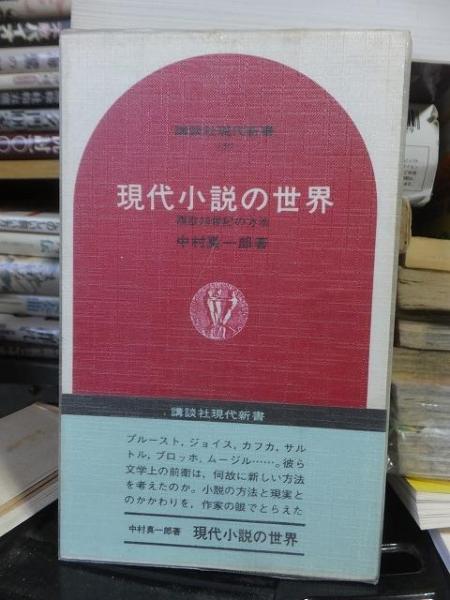 講談社現代新書
現代小説の世界
西欧20世紀の方法
中村真一郎著
講談社現代新書
プルースト，ジョイス，カフカ，サル
トル，ブロッホ，ムージル……。彼ら
文学上の前衛は，何故に新しい方法
を考えたのか。小説の方法と現実と
のかかわりを，作家の眼でとらえた
中村真一郎著 現代小説の世界